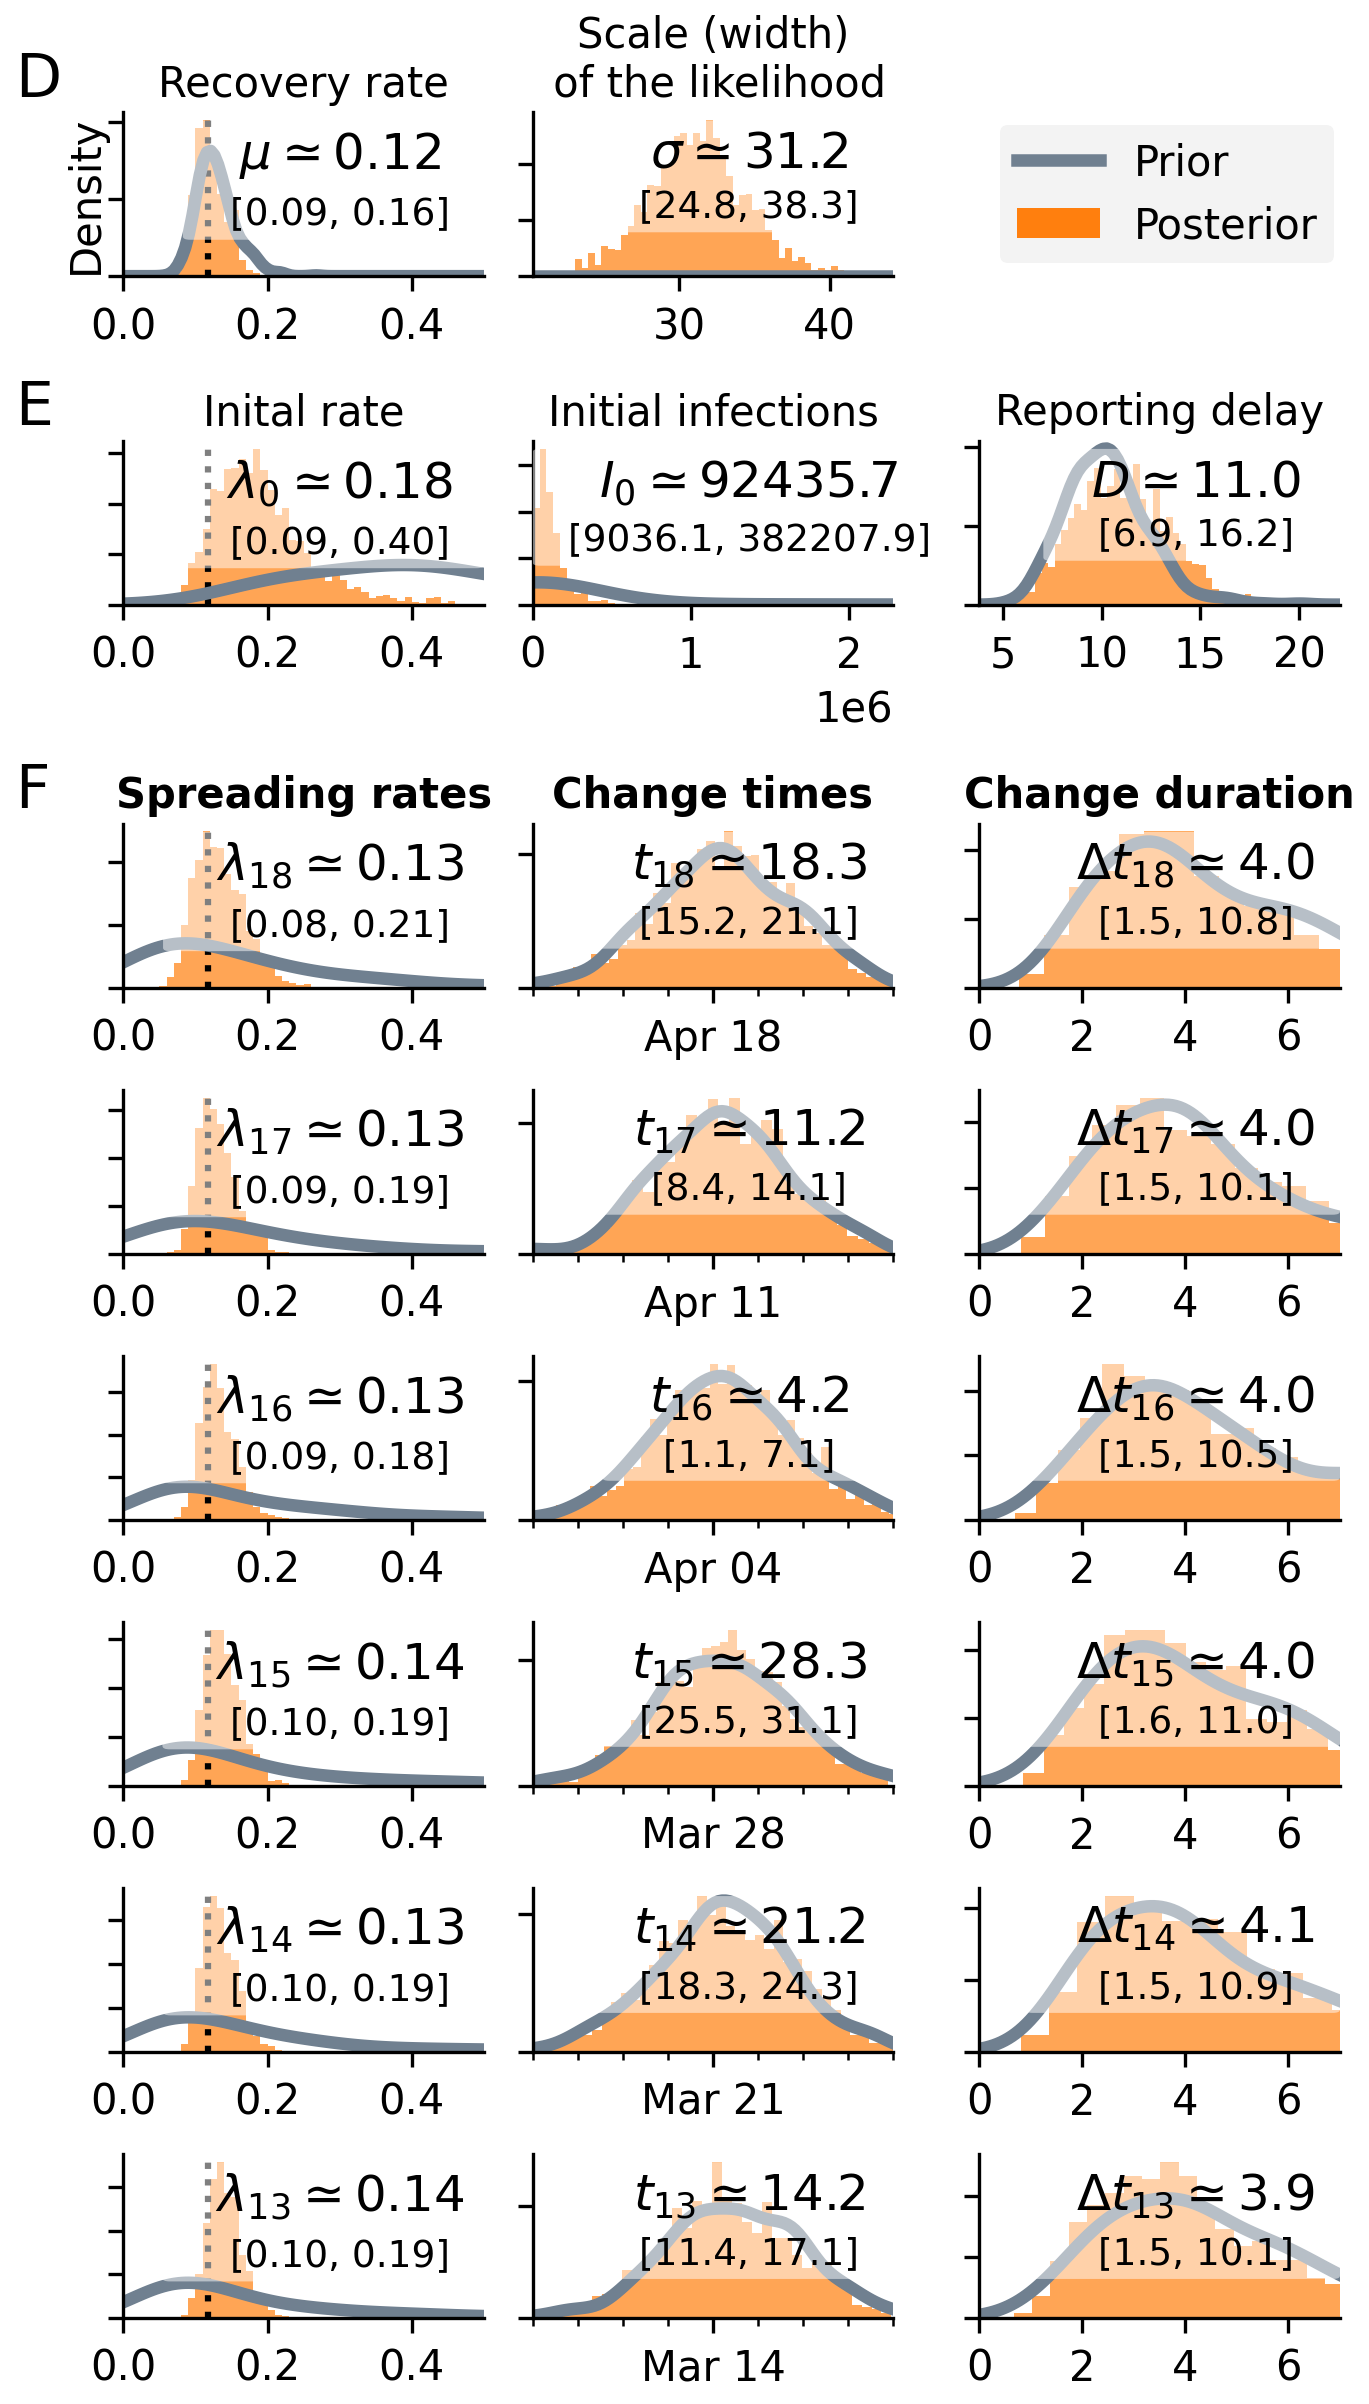 D
Recovery rate
Scale (width)
of the likelihood
Density
μ ≃ 0.12
[0.09, 0.16]
0.0 0.2 0.4
σ ≃ 31.2
[24.8, 38.3]
30 40
Prior
Posterior
E
Inital rate
λ0 ≃ 0.18
[0.09, 0.40]
0.0 0.2 0.4
Initial infections
I0 ≃ 92435.7
[9036.1, 382207.9]
0 1 2
1e6
Reporting delay
D ≃ 11.0
[6.9, 16.2]
5 10 15 20
F
Spreading rates
Change times
Change duration
λ18 ≃ 0.13
[0.08, 0.21]
0.0 0.2 0.4
t18 ≃ 18.3
[15.2, 21.1]
Apr 18
Δt18 ≃ 4.0
[1.5, 10.8]
0 2 4 6
λ17 ≃ 0.13
[0.09, 0.19]
0.0 0.2 0.4
t17 ≃ 11.2
[8.4, 14.1]
Apr 11
Δt17 ≃ 4.0
[1.5, 10.1]
0 2 4 6
λ16 ≃ 0.13
[0.09, 0.18]
0.0 0.2 0.4
t16 ≃ 4.2
[1.1, 7.1]
Apr 04
Δt16 ≃ 4.0
[1.5, 10.5]
0 2 4 6
λ15 ≃ 0.14
[0.10, 0.19]
0.0 0.2 0.4
t15 ≃ 28.3
[25.5, 31.1]
Mar 28
Δt15 ≃ 4.0
[1.6, 11.0]
0 2 4 6
λ14 ≃ 0.13
[0.10, 0.19]
0.0 0.2 0.4
t14 ≃ 21.2
[18.3, 24.3]
Mar 21
Δt14 ≃ 4.1
[1.5, 10.9]
0 2 4 6
λ13 ≃ 0.14
[0.10, 0.19]
0.0 0.2 0.4
t13 ≃ 14.2
[11.4, 17.1]
Mar 14
Δt13 ≃ 3.9
[1.5, 10.1]
0 2 4 6